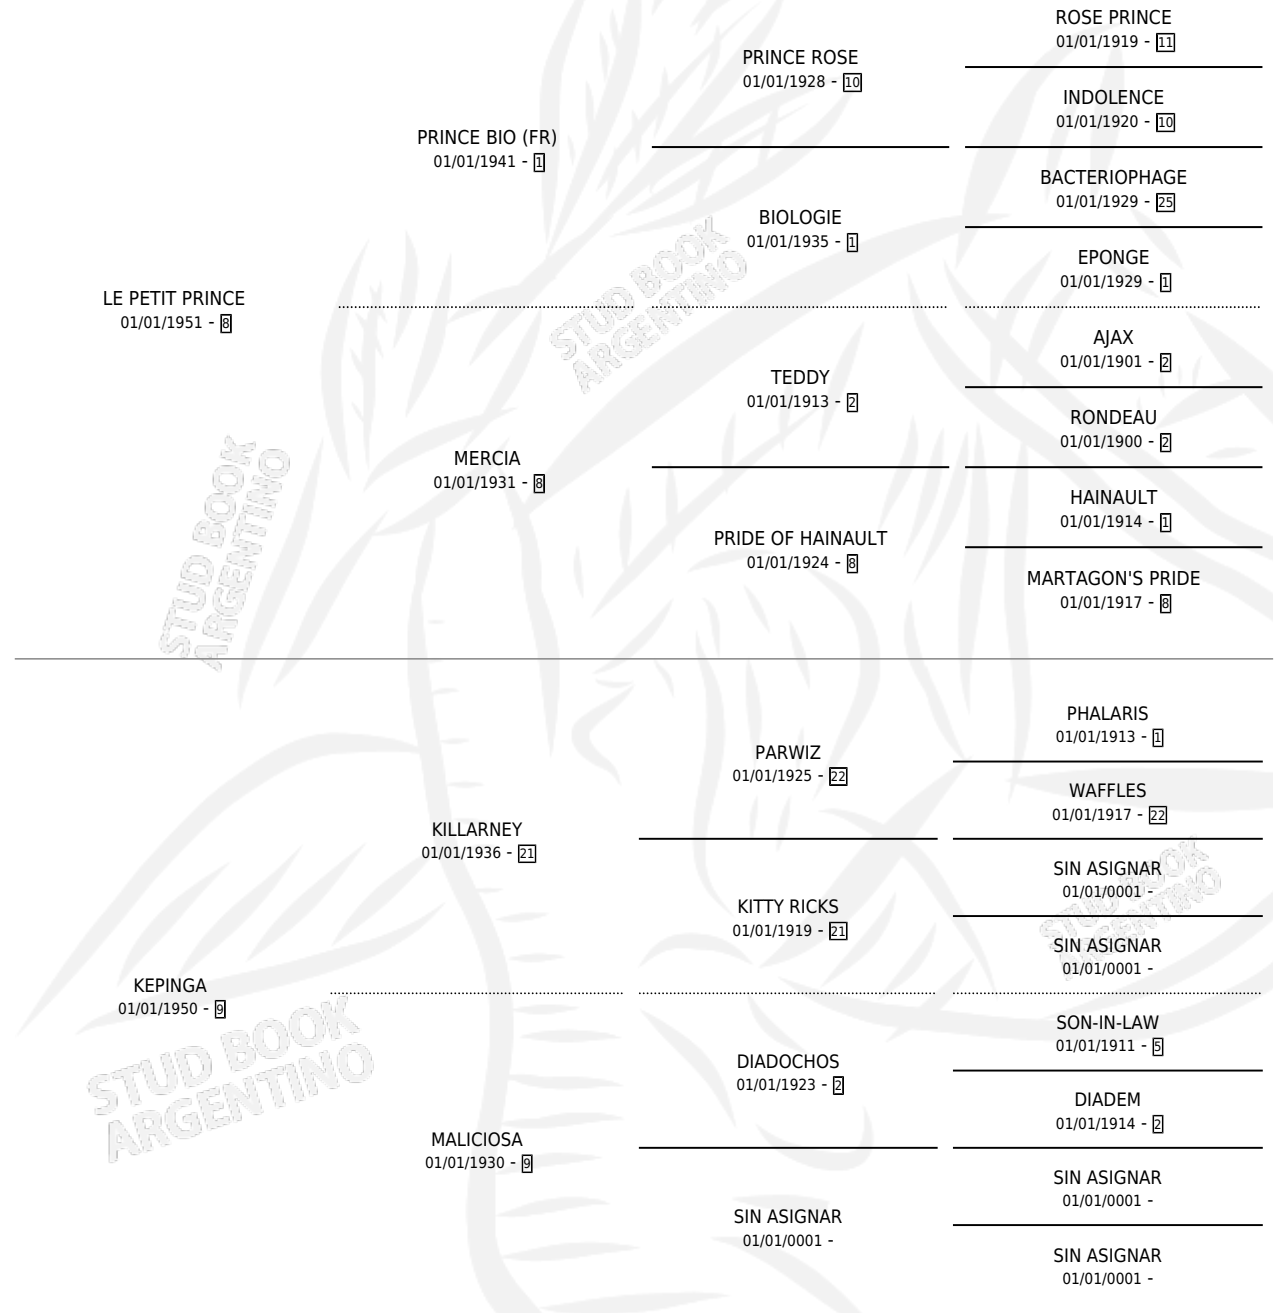 ROSE PRINCE
01/01/1919 - 11
PRINCE ROSE
01/01/1928 - 10
INDOLENCE
01/01/1920 - 10
PRINCE BIO (FR)
01/01/1941 - 1
BACTERIOPHAGE
01/01/1929 - 25
BIOLOGIE
01/01/1935 - 1
EPONGE
01/01/1929 - 1
LE PETIT PRINCE
01/01/1951 - 8
STUD BOOK
ARGENTINO
AJAX
01/01/1901 - 2
TEDDY
01/01/1913 - 2
RONDEAU
01/01/1900 - 2
MERCIA
01/01/1931 - 8
HAINAULT
01/01/1914 - 1
PRIDE OF HAINAULT
01/01/1924 - 8
MARTAGON'S PRIDE
01/01/1917 - 8
STUD BOOK
ARGENTINO
PHALARIS
01/01/1913 - 1
PARWIZ
01/01/1925 - 22
WAFFLES
01/01/1917 - 22
KILLARNEY
01/01/1936 - 21
SIN ASIGNAR
01/01/0001 -
KITTY RICKS
01/01/1919 - 21
SIN ASIGNAR
01/01/0001 -
STUD BOOK
ARGENTINO
KEPINGA
01/01/1950 - 9
SON-IN-LAW
01/01/1911 - 5
DIADOCHOS
01/01/1923 - 2
DIADEM
01/01/1914 - 2
STUD BOOK
ARGENTINO
MALICIOSA
01/01/1930 - 9
SIN ASIGNAR
01/01/0001 -
SIN ASIGNAR
01/01/0001 -
SIN ASIGNAR
01/01/0001 -